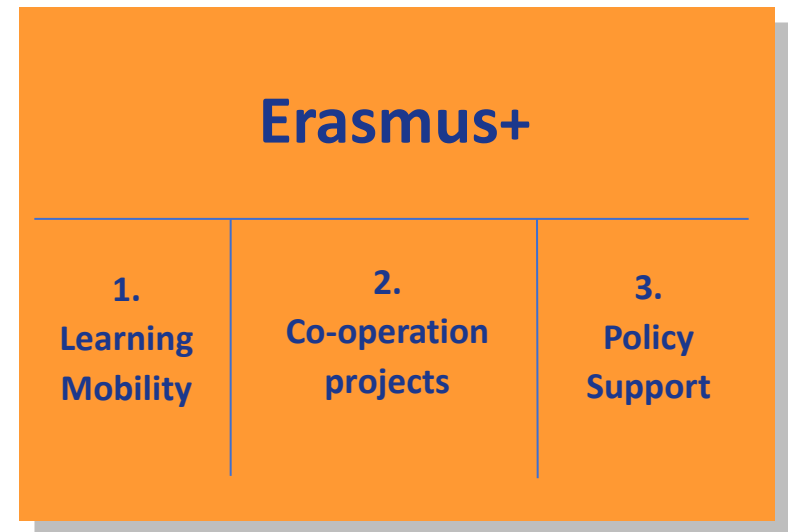 Erasmus+
1.
Learning
Mobility
2.
Co-operation
projects
3.
Policy
Support